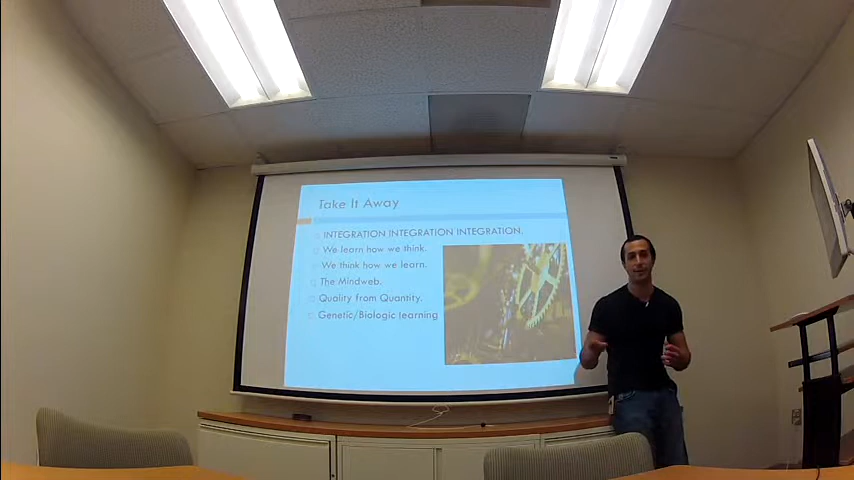 Take It Away
INTEGRATION INTEGRATION INTEGRATION.
We learn how we think.
We think how we learn.
The Mindweb.
Quality from Quantity.
Genetic/Biologic learning